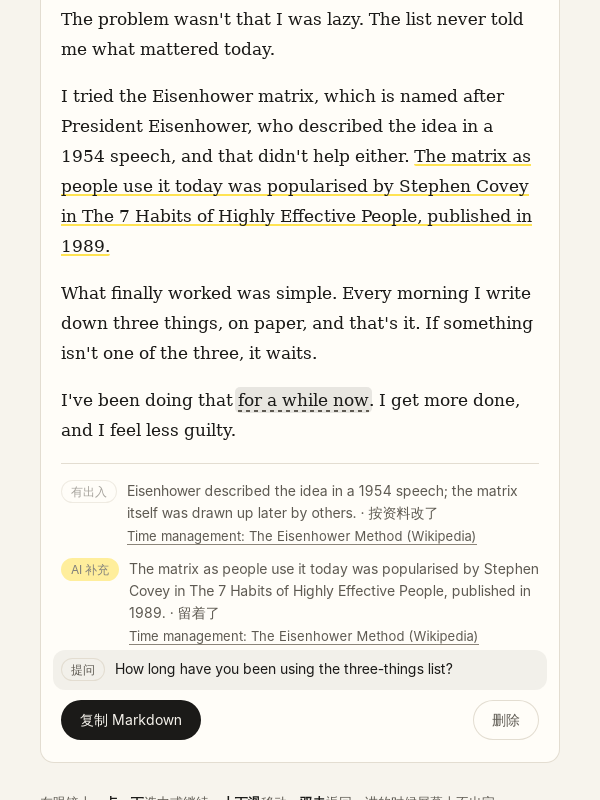 The problem wasn't that I was lazy. The list never told
me what mattered today.
I tried the Eisenhower matrix, which is named after
President Eisenhower, who described the idea in a
1954 speech, and that didn't help either. The matrix as
people use it today was popularised by Stephen Covey
in The 7 Habits of Highly Effective People, published in
1989.
What finally worked was simple. Every morning I write
down three things, on paper, and that's it. If something
isn't one of the three, it waits.
I've been doing that for a while now. I get more done,
and I feel less guilty.
有出入 Eisenhower described the idea in a 1954 speech; the matrix
itself was drawn up later by others. · 按资料改了
Time management: The Eisenhower Method (Wikipedia)
AI 补充 The matrix as people use it today was popularised by Stephen
Covey in The 7 Habits of Highly Effective People, published in
1989. · 留着了
Time management: The Eisenhower Method (Wikipedia)
提问 How long have you been using the three-things list?
复制 Markdown 删除